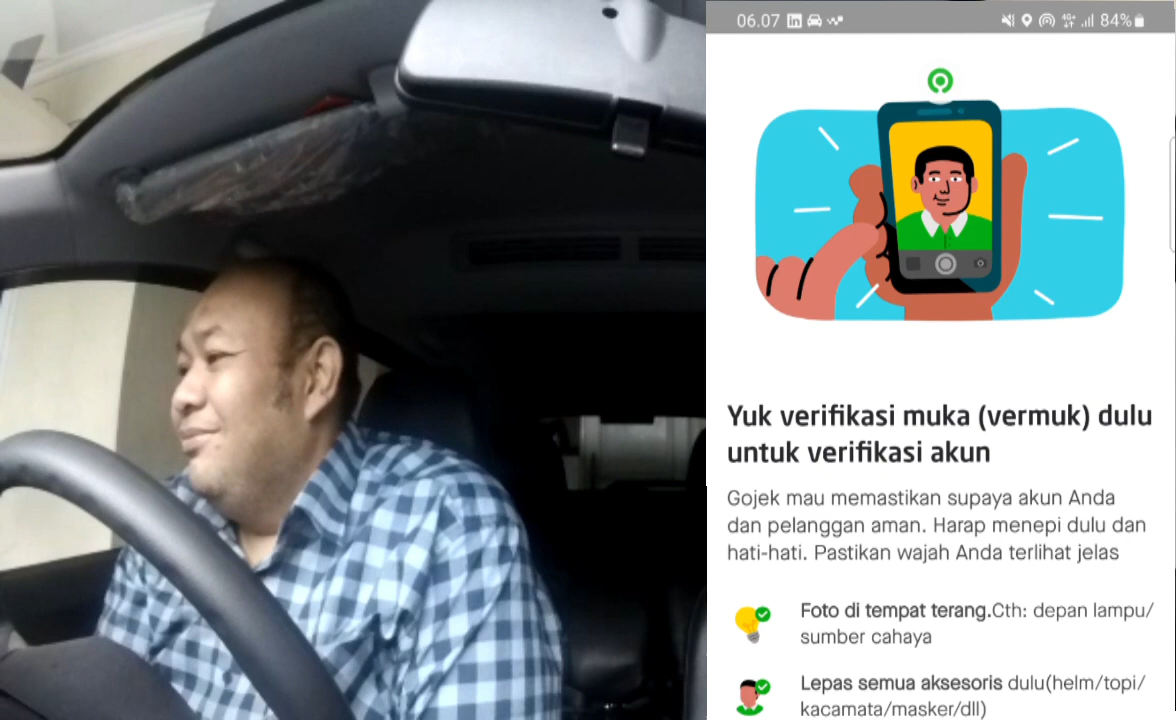 06.07
4G+
84%
Yuk verifikasi muka (vermuk) dulu
untuk verifikasi akun
Gojek mau memastikan supaya akun Anda
dan pelanggan aman. Harap menepi dulu dan
hati-hati. Pastikan wajah Anda terlihat jelas
Foto di tempat terang.Cth: depan lampu/
sumber cahaya
Lepas semua aksesoris dulu(helm/topi/
kacamata/masker/dll)